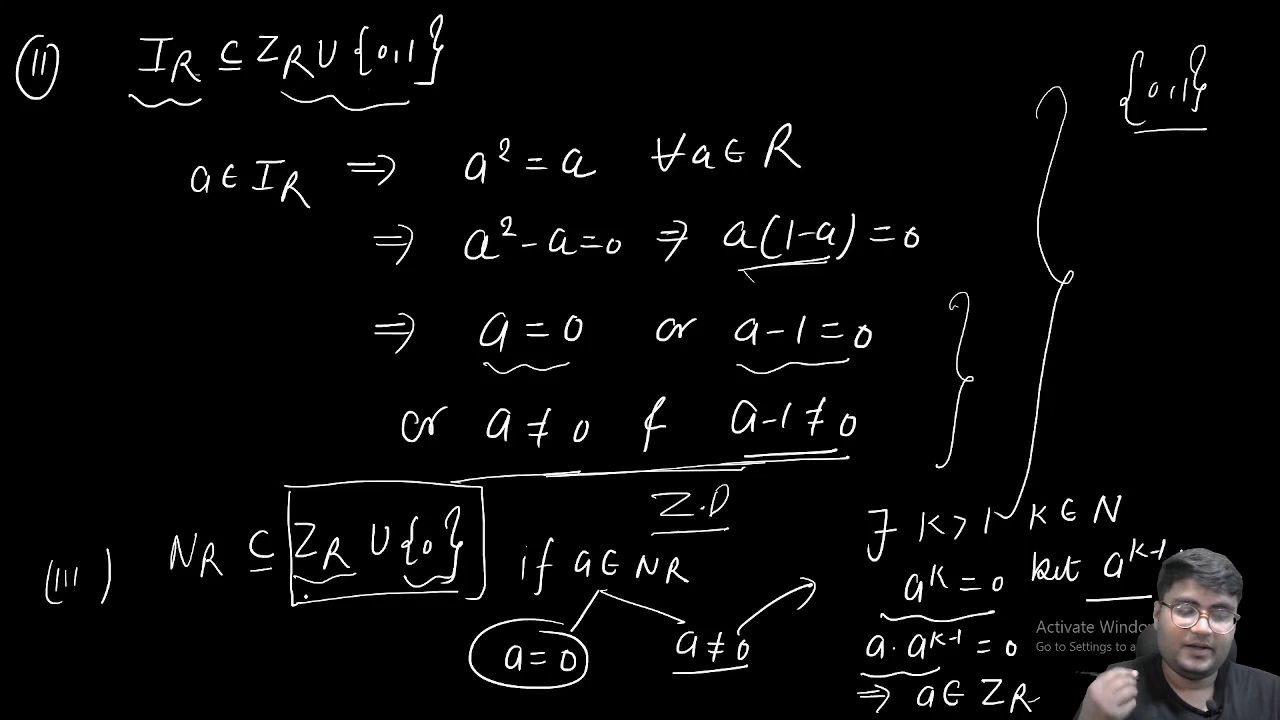 (II) I_R ⊆ Z_R ∪ {0,1}
{0,1}
a ∈ I_R ⇒ a² = a ∀ a ∈ R
⇒ a² - a = 0 ⇒ a(1-a) = 0
⇒ a = 0 or a - 1 = 0
or a ≠ 0 & a - 1 ≠ 0
Z.D
(III) N_R ⊆ Z_R ∪ {0} if a ∈ N_R
a = 0 a ≠ 0
∃ k > 1 k ∈ N
a^k = 0 but a^{k-1}
a · a^{k-1} = 0
⇒ a ∈ Z_R
Activate Window
Go to Settings to a